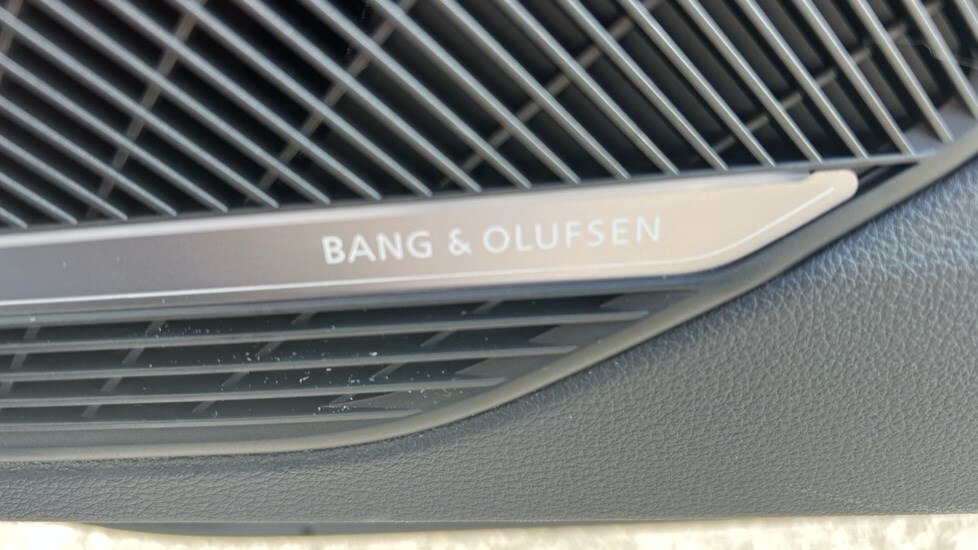 BANG & OLUFSEN